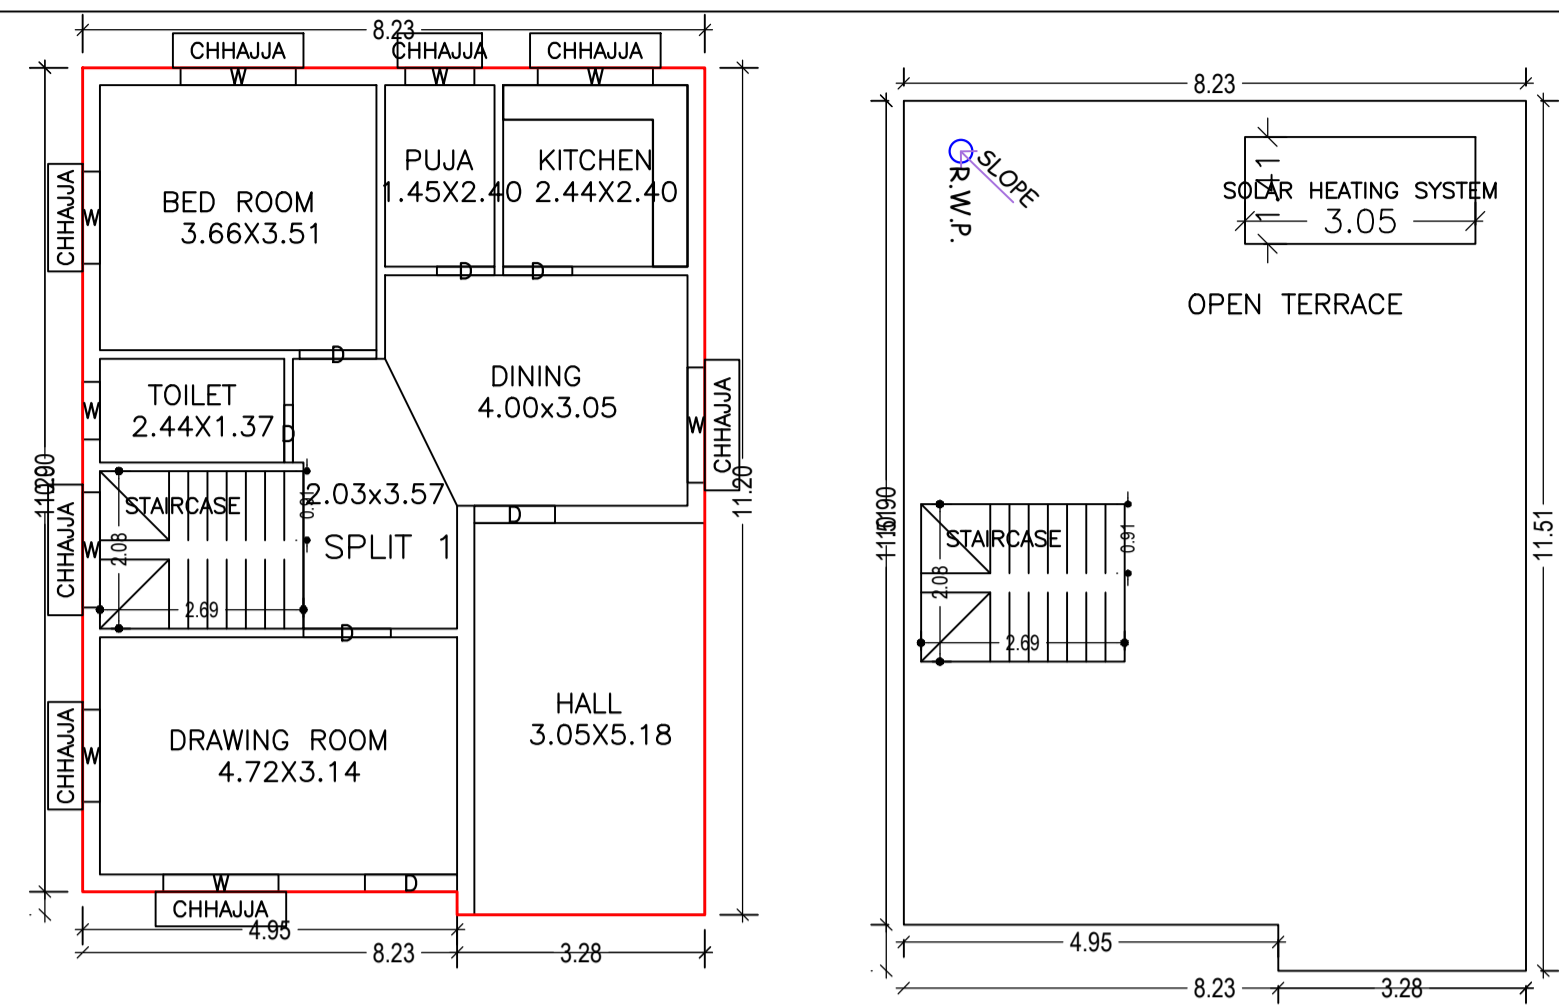 8.23
CHHAJJA
CHHAJJA
CHHAJJA
W
W
W
BED ROOM
3.66X3.51
PUJA
1.45X2.40
KITCHEN
2.44X2.40
CHHAJJA
W
D
D
D
TOILET
2.44X1.37
W
D
DINING
4.00x3.05
W
CHHAJJA
11.20
STAIRCASE
0.91
2.08
2.69
2.03x3.57
SPLIT 1
CHHAJJA
W
D
D
DRAWING ROOM
4.72X3.14
CHHAJJA
W
HALL
3.05X5.18
W
D
CHHAJJA
4.95
8.23
3.28
8.23
R.W.P.
SLOPE
1.41
SOLAR HEATING SYSTEM
3.05
OPEN TERRACE
STAIRCASE
0.91
2.08
2.69
11.51
4.95
8.23
3.28